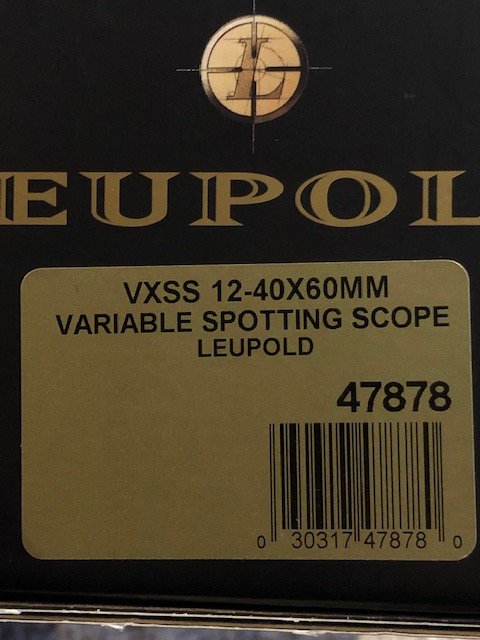 L
EUPOL
VXSS 12-40X60MM
VARIABLE SPOTTING SCOPE
LEUPOLD
47878
0 30317 47878 0